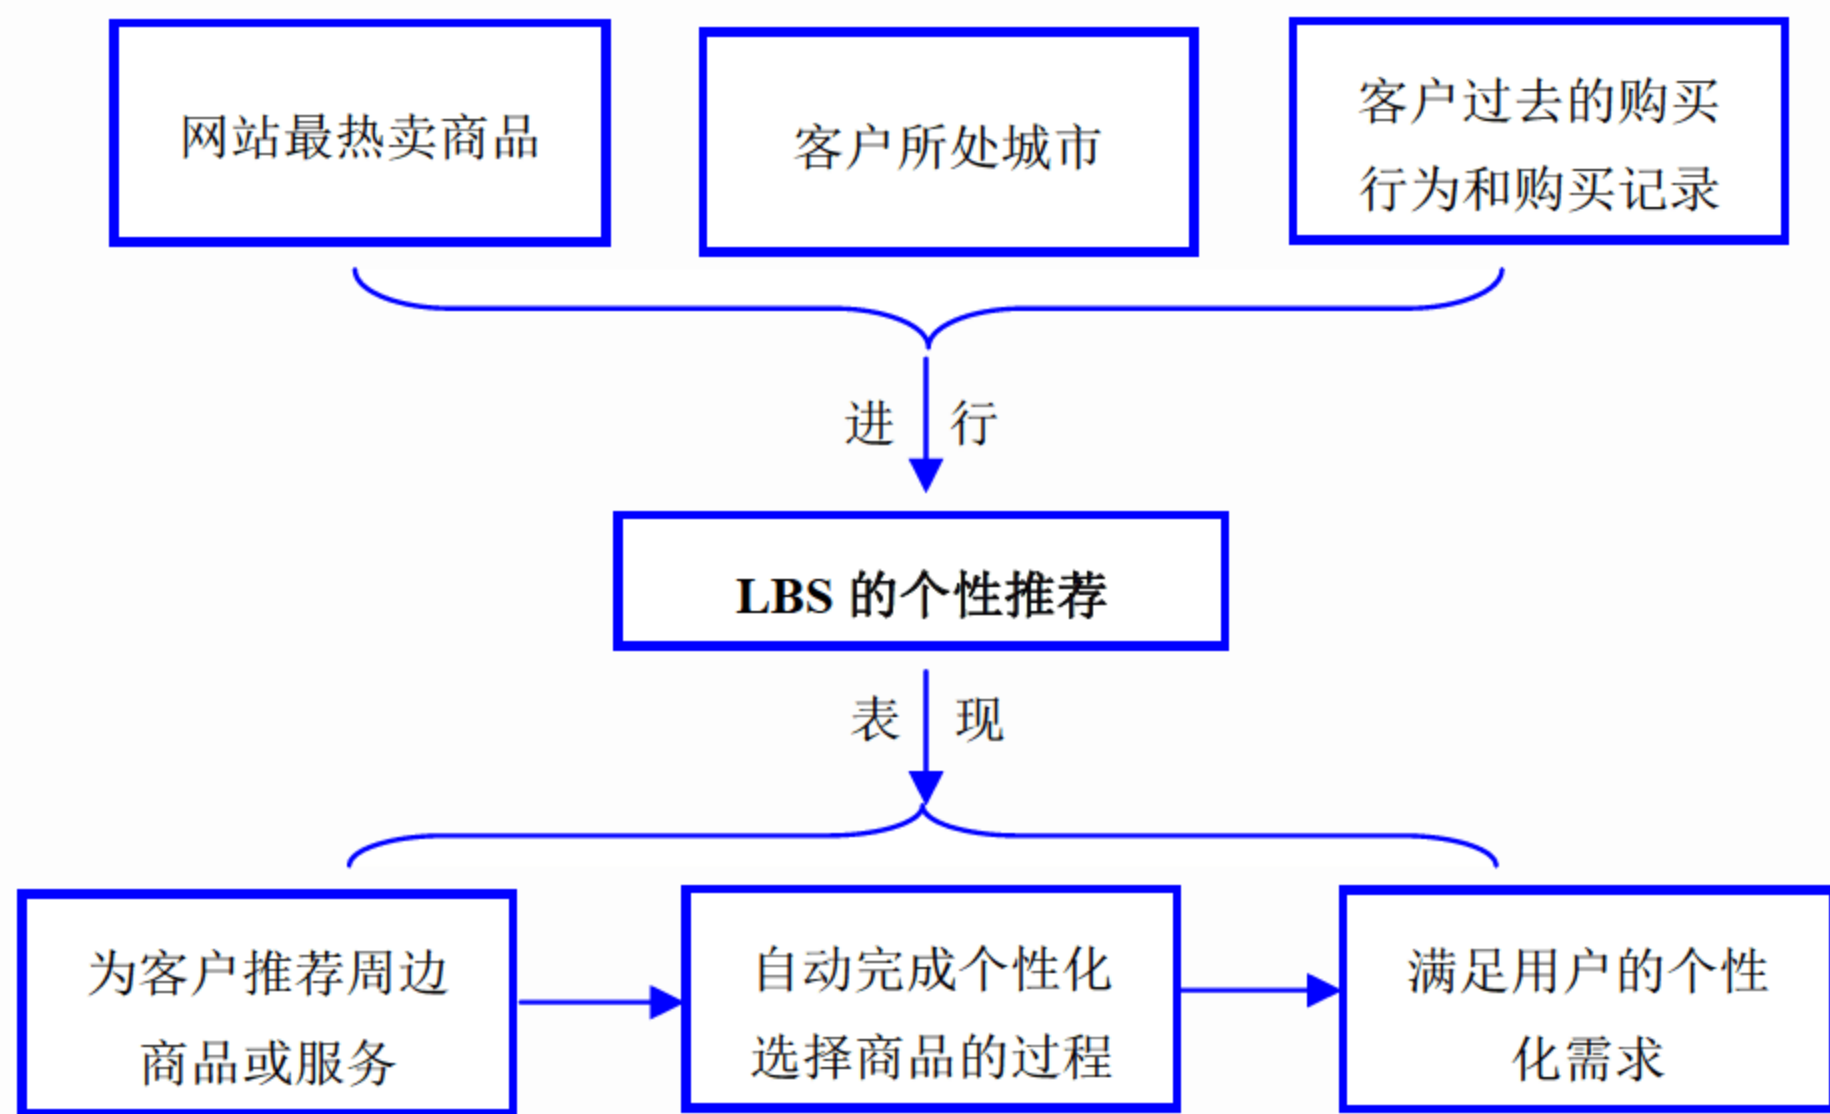 网站最热卖商品
客户所处城市
客户过去的购买
行为和购买记录
进 行
LBS 的个性推荐
表 现
为客户推荐周边
商品或服务
自动完成个性化
选择商品的过程
满足用户的个性
化需求